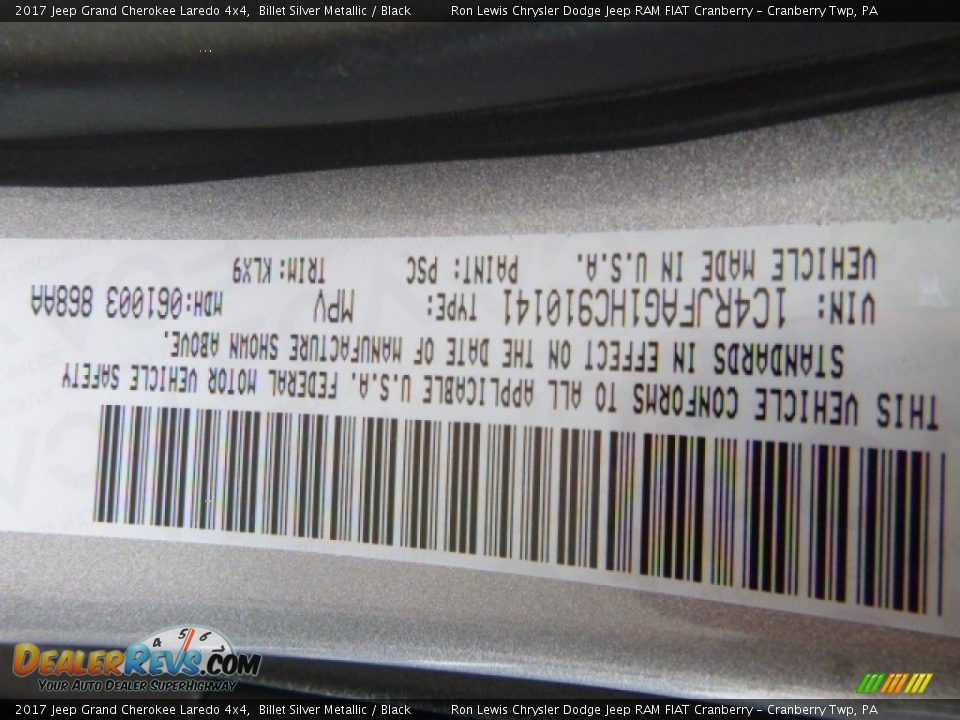 2017 Jeep Grand Cherokee Laredo 4x4,  Billet Silver Metallic / Black          Ron Lewis Chrysler Dodge Jeep RAM FIAT Cranberry - Cranberry Twp, PA
THIS VEHICLE CONFORMS TO ALL APPLICABLE U.S.A. FEDERAL MOTOR VEHICLE SAFETY
STANDARDS IN EFFECT ON THE DATE OF MANUFACTURE SHOWN ABOVE.
VIN: 1C4RJFAG1HC910141 TYPE: MPV MDH:061003 868AA
VEHICLE MADE IN U.S.A. PAINT: PSC TRIM: KLX9
4 5 6 7
DealerRevs.com
Your Auto Dealer SuperHighway
2017 Jeep Grand Cherokee Laredo 4x4,  Billet Silver Metallic / Black          Ron Lewis Chrysler Dodge Jeep RAM FIAT Cranberry - Cranberry Twp, PA